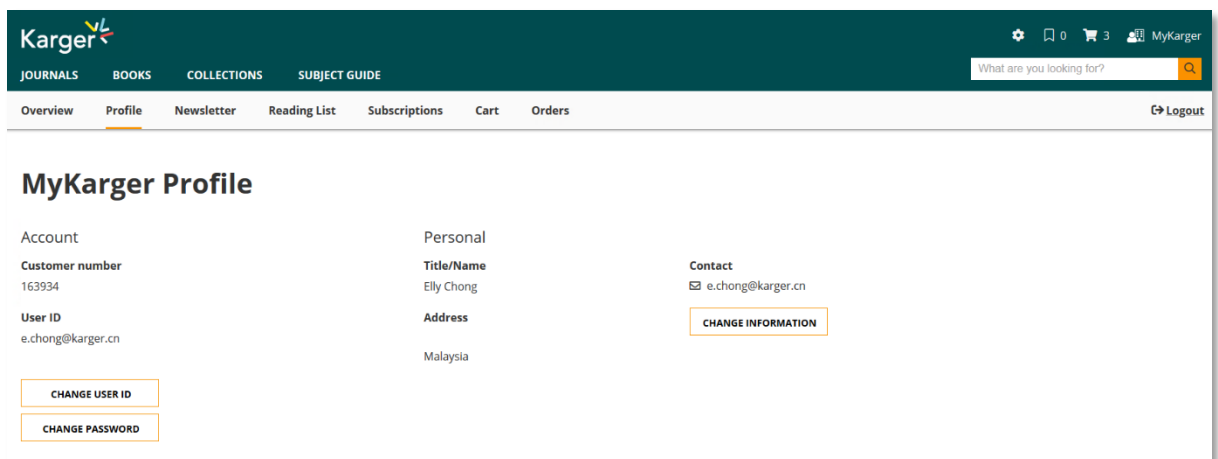 Karger
0 3 MyKarger
JOURNALS BOOKS COLLECTIONS SUBJECT GUIDE
What are you looking for?
Overview Profile Newsletter Reading List Subscriptions Cart Orders Logout
MyKarger Profile
Account
Customer number
163934
User ID
e.chong@karger.cn
CHANGE USER ID
CHANGE PASSWORD
Personal
Title/Name
Elly Chong
Address
Malaysia
Contact
e.chong@karger.cn
CHANGE INFORMATION